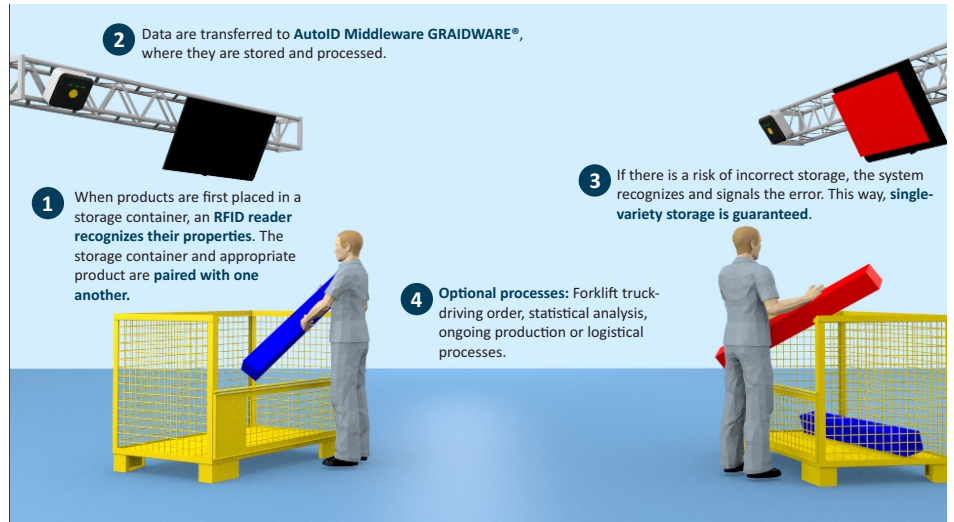 1
When products are first placed in a
storage container, an RFID reader
recognizes their properties. The
storage container and appropriate
product are paired with one
another.
2
Data are transferred to AutoID Middleware GRAIDWARE®,
where they are stored and processed.
3
If there is a risk of incorrect storage, the system
recognizes and signals the error. This way, single-
variety storage is guaranteed.
4
Optional processes: Forklift truck-
driving order, statistical analysis,
ongoing production or logistical
processes.